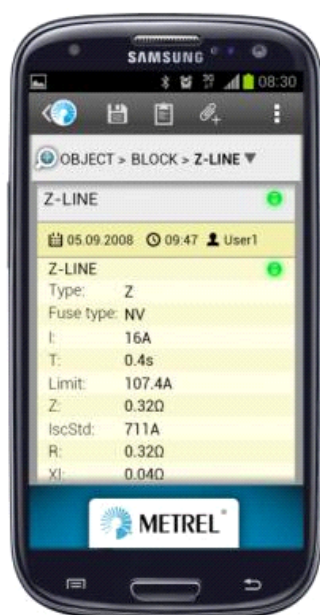 SAMSUNG
08:30
OBJECT > BLOCK > Z-LINE
Z-LINE
05.09.2008 09:47 User1
Z-LINE
Type: Z
Fuse type: NV
I: 16A
T: 0.4s
Limit: 107.4A
Z: 0.32Ω
IscStd: 711A
R: 0.32Ω
Xl: 0.04Ω
METREL